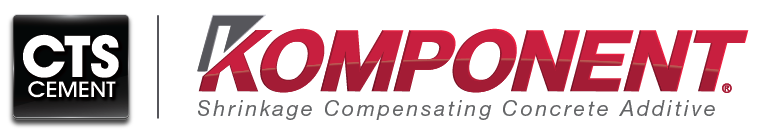 CTS
CEMENT
KOMPONENT®
Shrinkage Compensating Concrete Additive